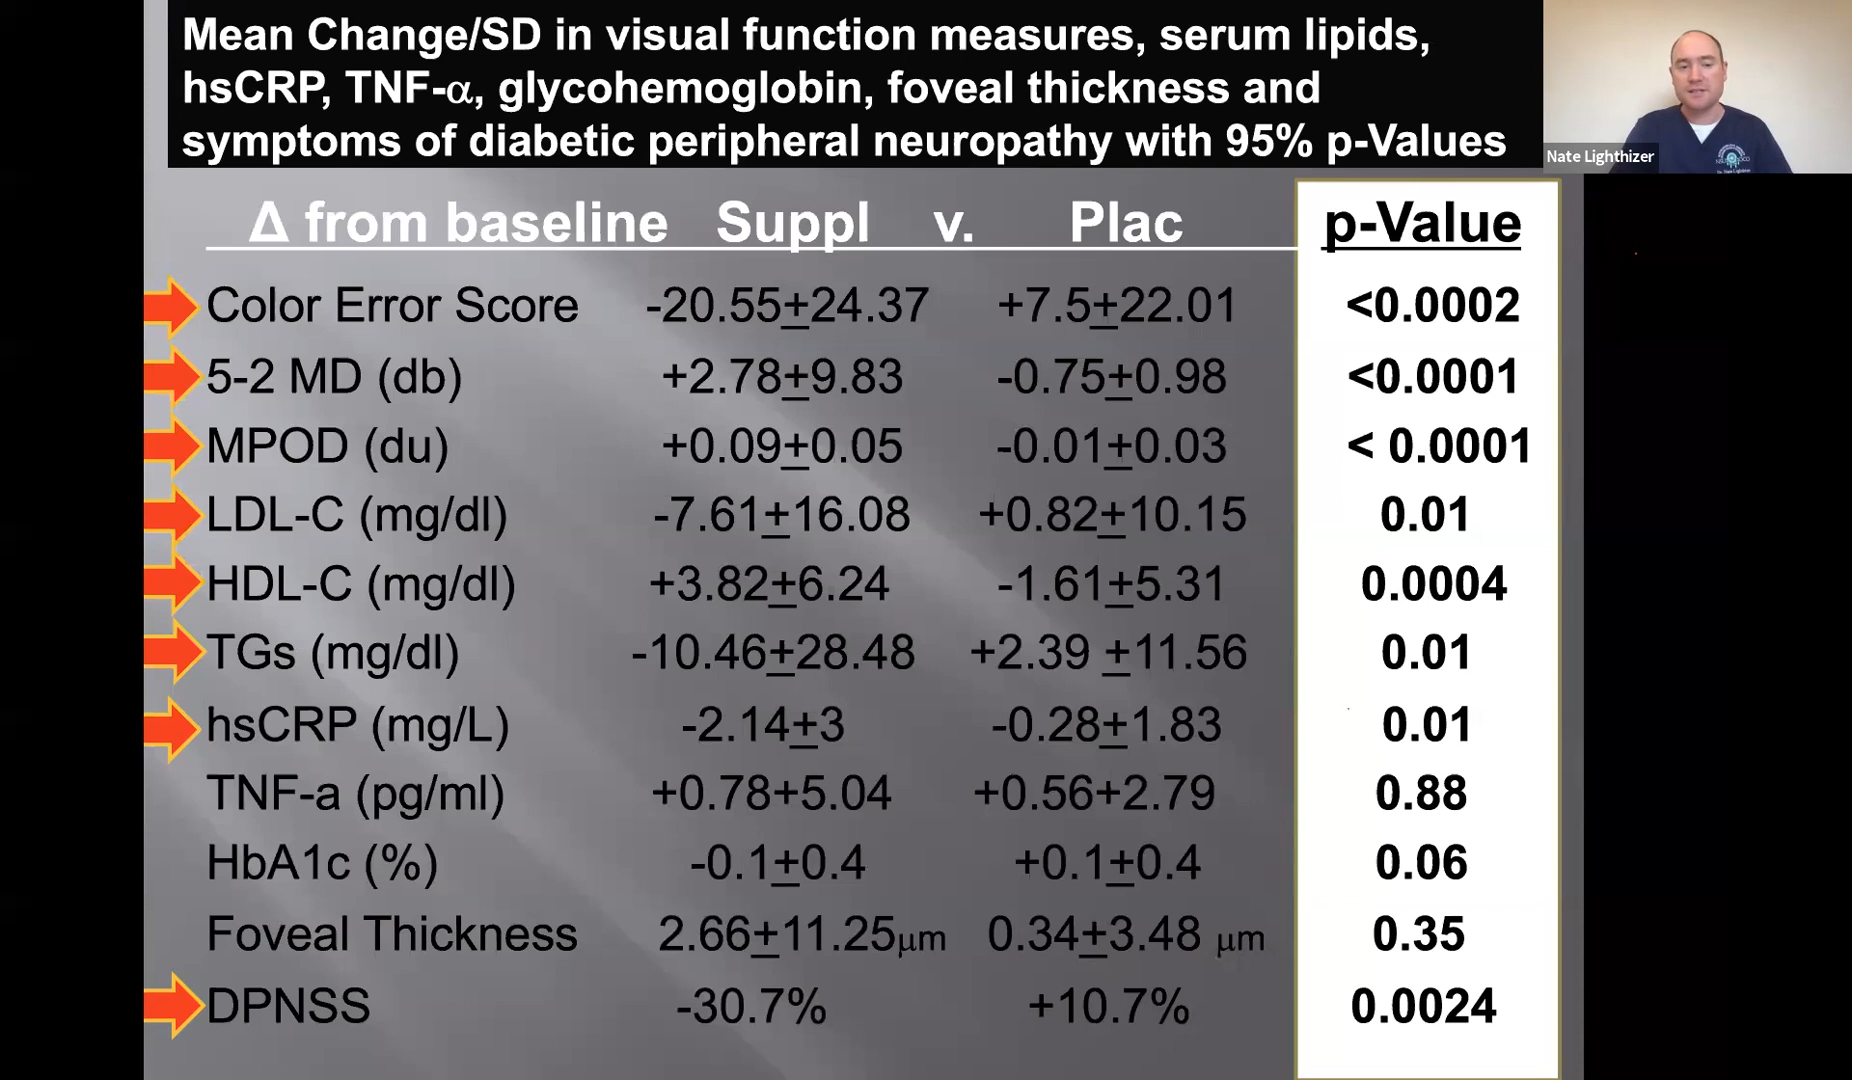 Mean Change/SD in visual function measures, serum lipids,
hsCRP, TNF-α, glycohemoglobin, foveal thickness and
symptoms of diabetic peripheral neuropathy with 95% p-Values
Nate Lighthizer
Δ from baseline Suppl v. Plac p-Value
Color Error Score -20.55±24.37 +7.5±22.01 <0.0002
5-2 MD (db) +2.78±9.83 -0.75±0.98 <0.0001
MPOD (du) +0.09±0.05 -0.01±0.03 < 0.0001
LDL-C (mg/dl) -7.61±16.08 +0.82±10.15 0.01
HDL-C (mg/dl) +3.82±6.24 -1.61±5.31 0.0004
TGs (mg/dl) -10.46±28.48 +2.39 ±11.56 0.01
hsCRP (mg/L) -2.14±3 -0.28±1.83 0.01
TNF-a (pg/ml) +0.78+5.04 +0.56+2.79 0.88
HbA1c (%) -0.1±0.4 +0.1±0.4 0.06
Foveal Thickness 2.66±11.25μm 0.34±3.48 μm 0.35
DPNSS -30.7% +10.7% 0.0024